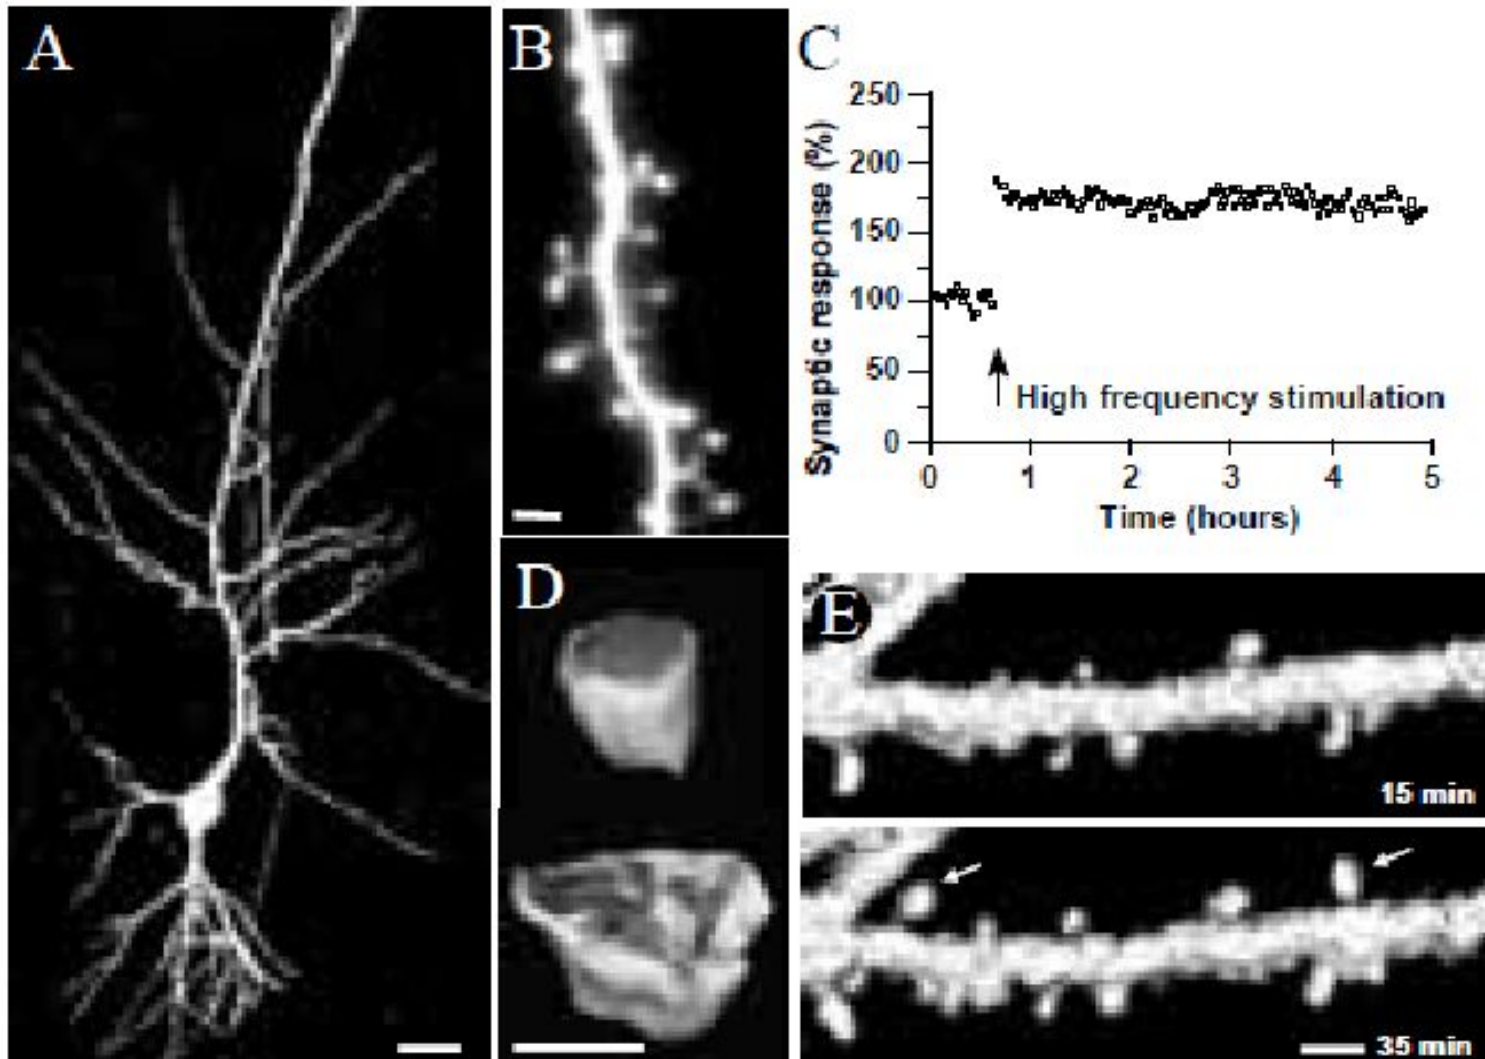 A
B
C
250
200
150
100
50
0
Synaptic response (%)
High frequency stimulation
0 1 2 3 4 5
Time (hours)
D
E
15 min
35 min